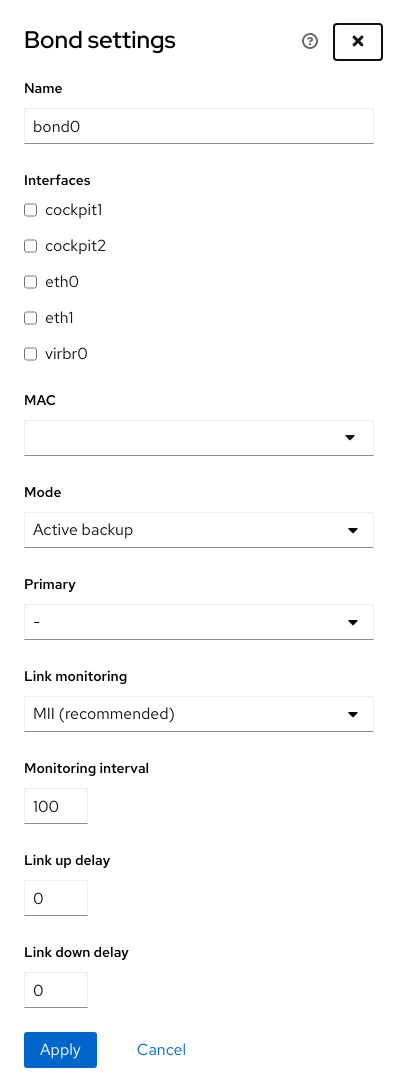 Bond settings
Name
bond0
Interfaces
cockpit1
cockpit2
eth0
eth1
virbr0
MAC
Mode
Active backup
Primary
-
Link monitoring
MII (recommended)
Monitoring interval
100
Link up delay
0
Link down delay
0
Apply Cancel